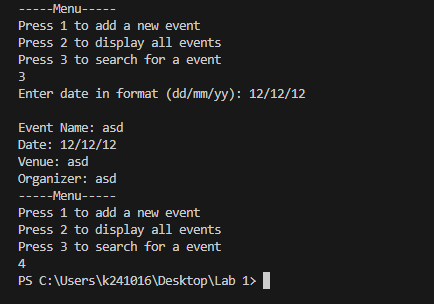 -----Menu-----
Press 1 to add a new event
Press 2 to display all events
Press 3 to search for a event
3
Enter date in format (dd/mm/yy): 12/12/12

Event Name: asd
Date: 12/12/12
Venue: asd
Organizer: asd
-----Menu-----
Press 1 to add a new event
Press 2 to display all events
Press 3 to search for a event
4
PS C:\Users\k241016\Desktop\Lab 1>